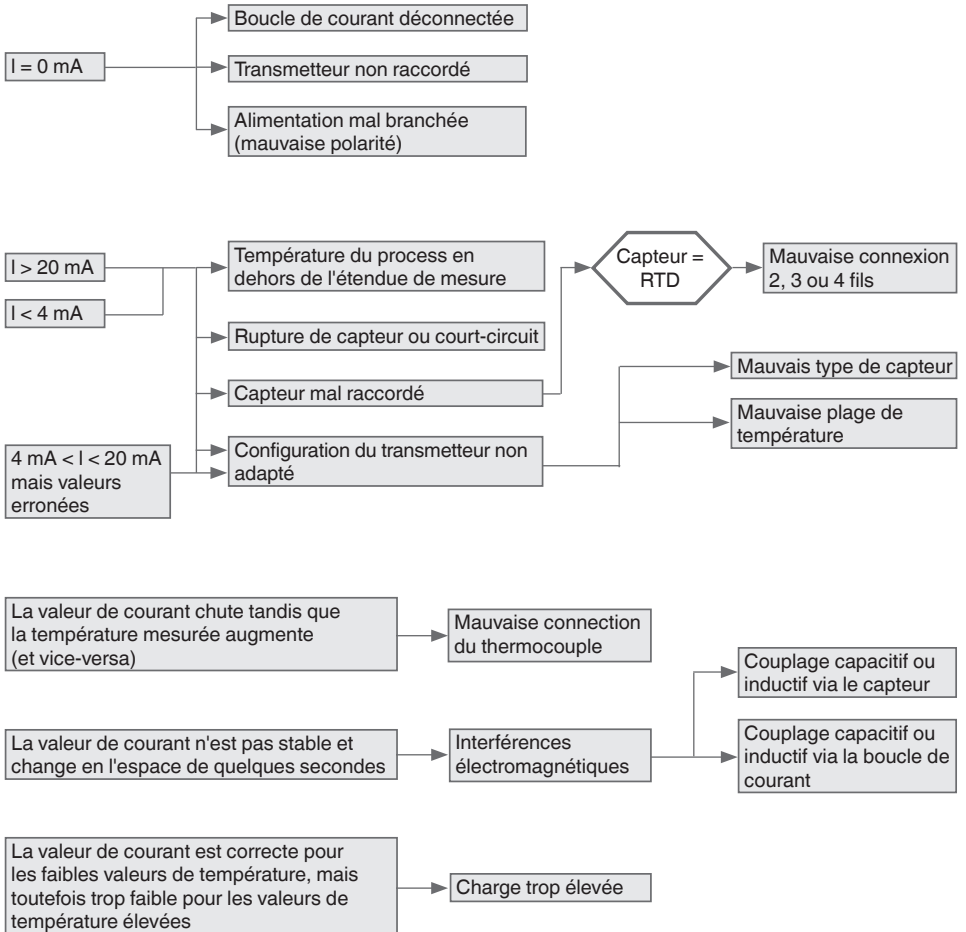 I = 0 mA
Boucle de courant déconnectée
Transmetteur non raccordé
Alimentation mal branchée
(mauvaise polarité)
I > 20 mA
I < 4 mA
4 mA < I < 20 mA
mais valeurs
erronées
Température du process en
dehors de l'étendue de mesure
Rupture de capteur ou court-circuit
Capteur mal raccordé
Configuration du transmetteur non
adapté
Capteur =
RTD
Mauvaise connexion
2, 3 ou 4 fils
Mauvais type de capteur
Mauvaise plage de
température
La valeur de courant chute tandis que
la température mesurée augmente
(et vice-versa)
Mauvaise connection
du thermocouple
La valeur de courant n'est pas stable et
change en l'espace de quelques secondes
Interférences
électromagnétiques
Couplage capacitif ou
inductif via le capteur
Couplage capacitif ou
inductif via la boucle de
courant
La valeur de courant est correcte pour
les faibles valeurs de température, mais
toutefois trop faible pour les valeurs de
température élevées
Charge trop élevée